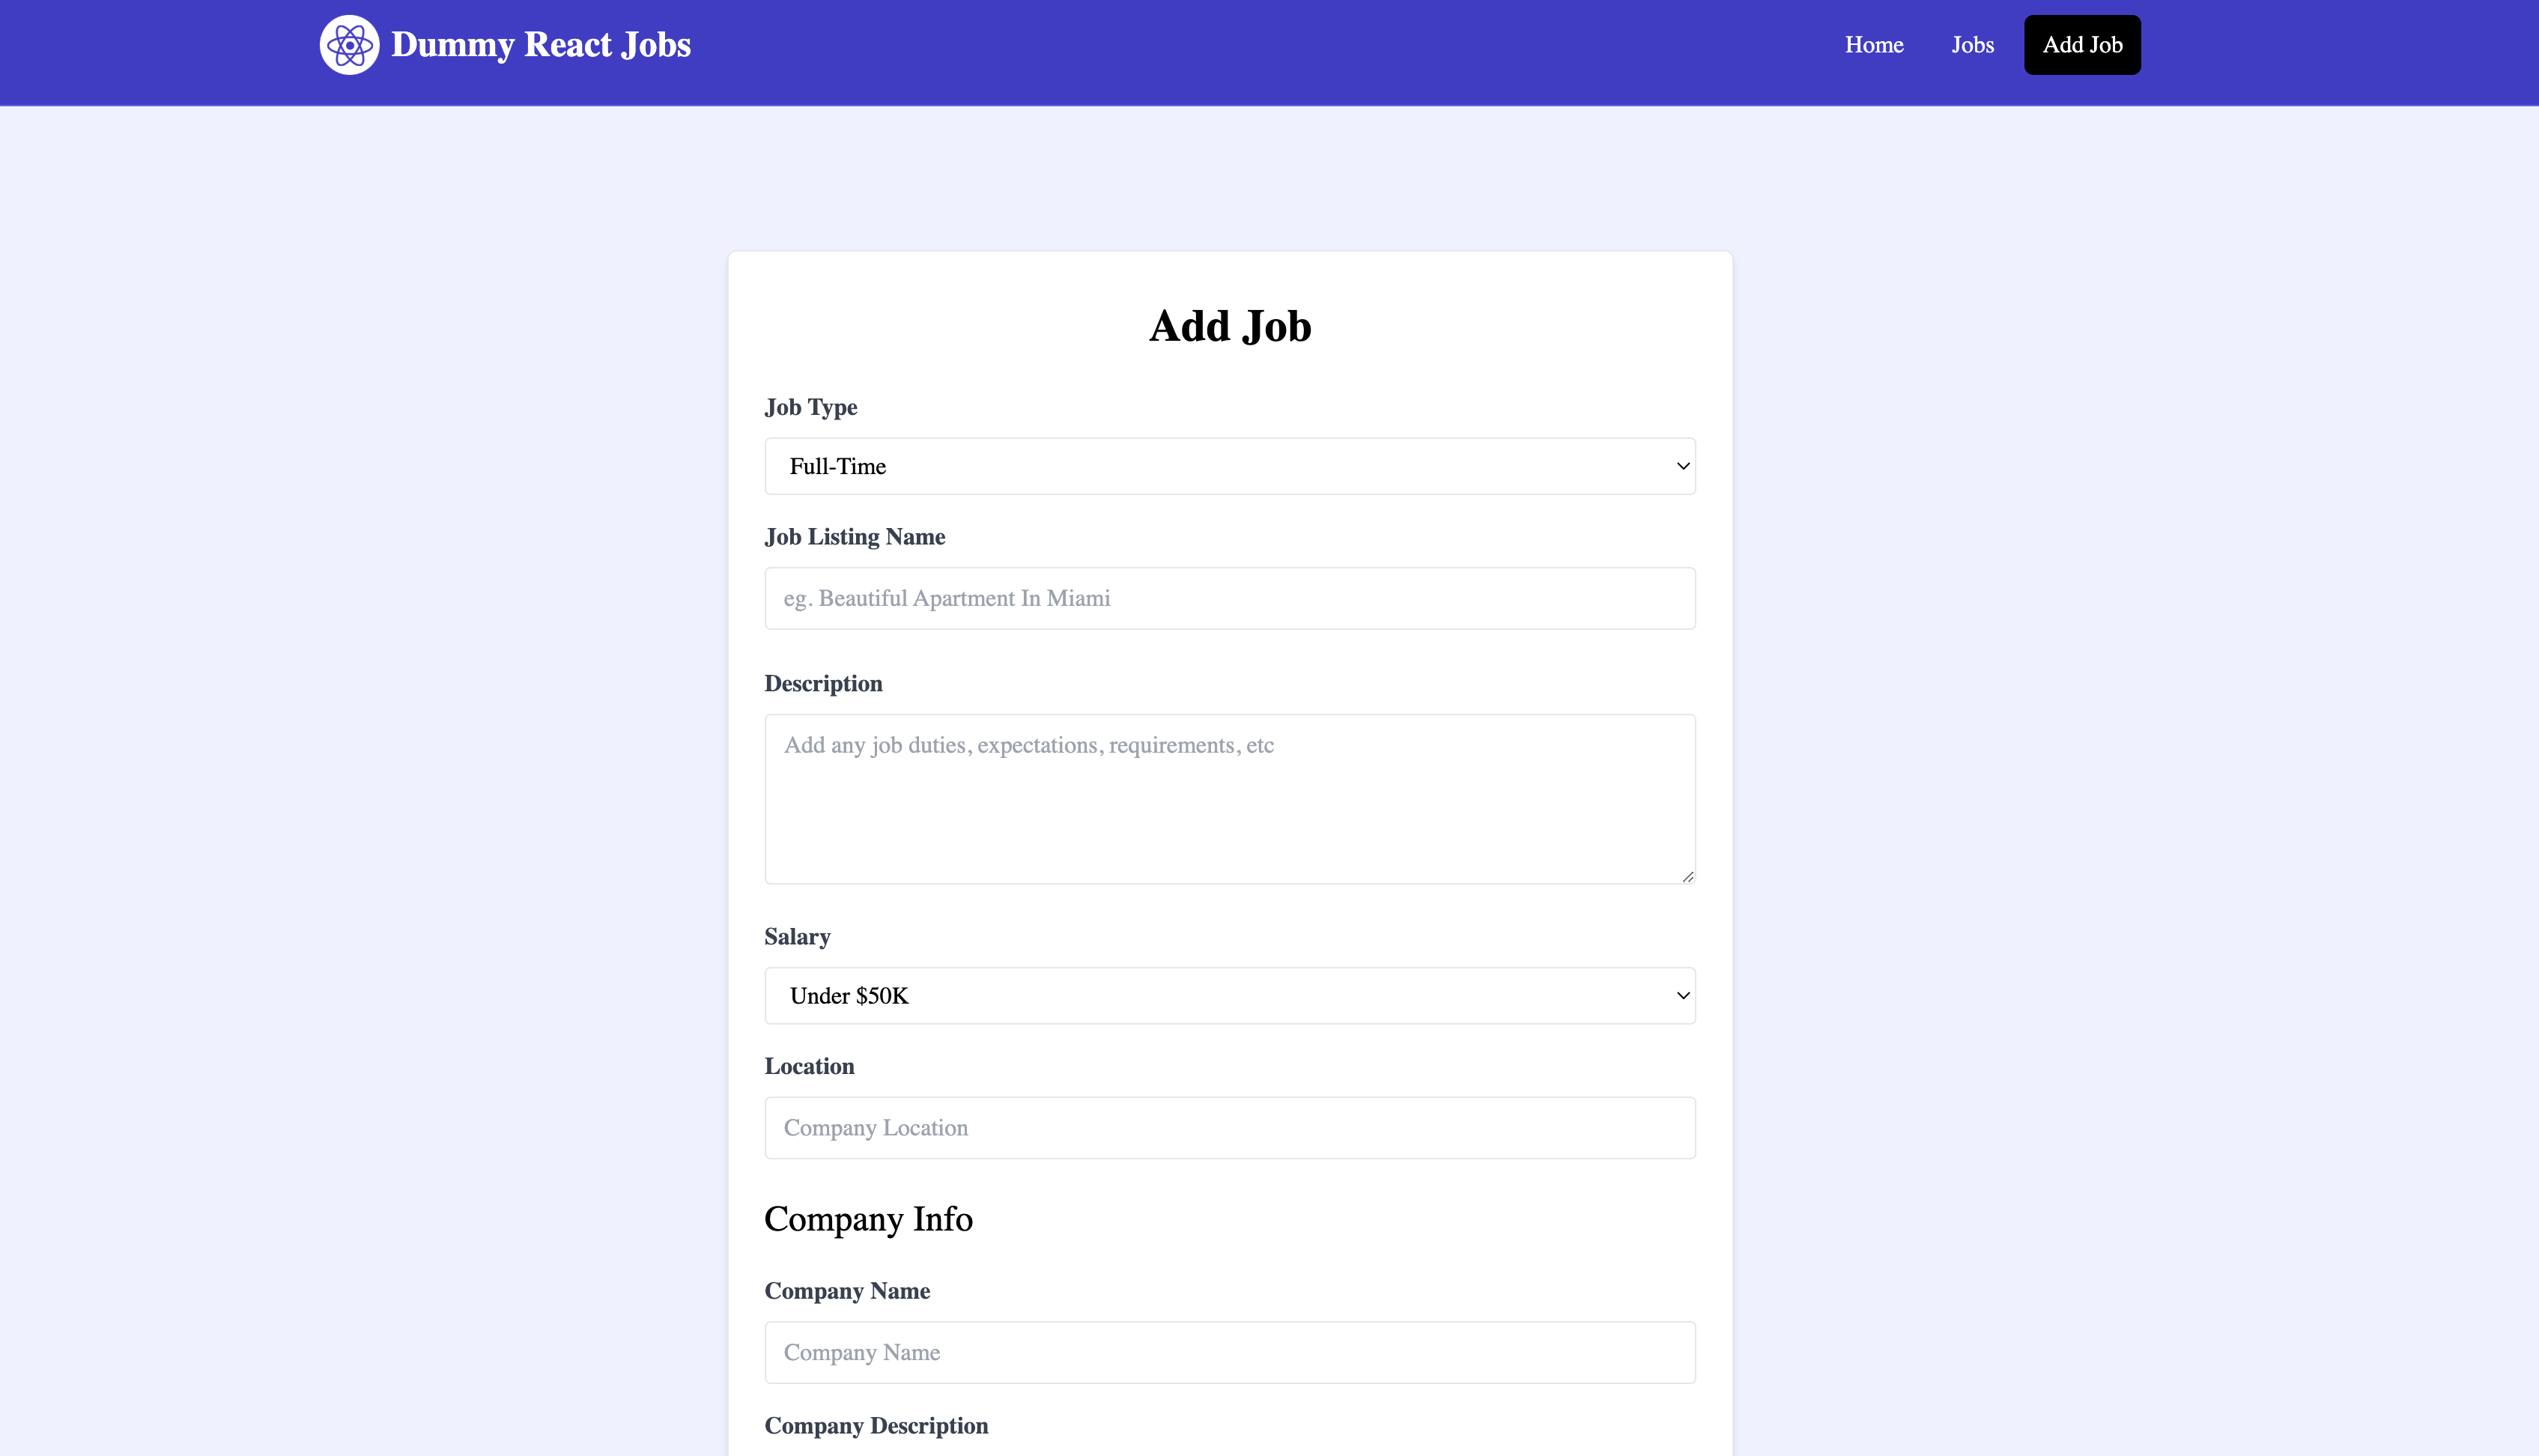 Dummy React Jobs
Home
Jobs
Add Job
Add Job
Job Type
Full-Time
Job Listing Name
eg. Beautiful Apartment In Miami
Description
Add any job duties, expectations, requirements, etc
Salary
Under $50K
Location
Company Location
Company Info
Company Name
Company Name
Company Description